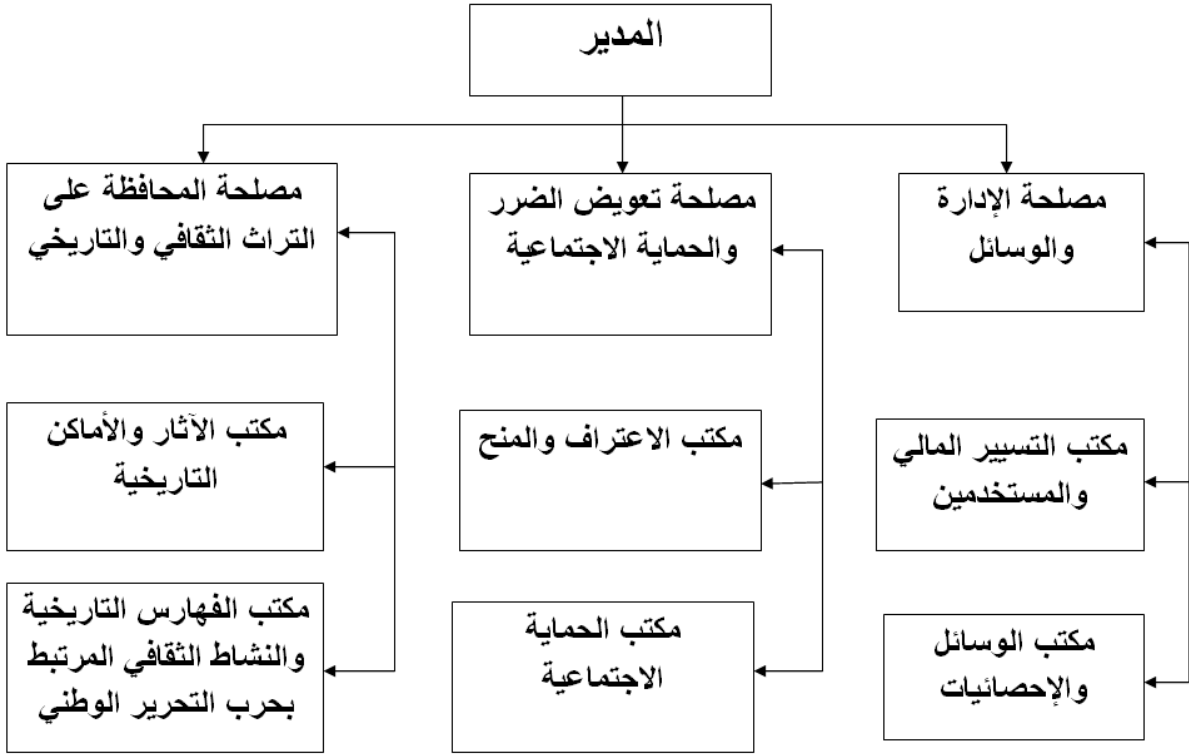 المدير
مصلحة الإدارة
والوسائل
مصلحة تعويض الضرر
والحماية الاجتماعية
مصلحة المحافظة على
التراث الثقافي والتاريخي
مكتب التسيير المالي
والمستخدمين
مكتب الاعتراف والمنح
مكتب الآثار والأماكن
التاريخية
مكتب الوسائل
والإحصائيات
مكتب الحماية
الاجتماعية
مكتب الفهارس التاريخية
والنشاط الثقافي المرتبط
بحرب التحرير الوطني